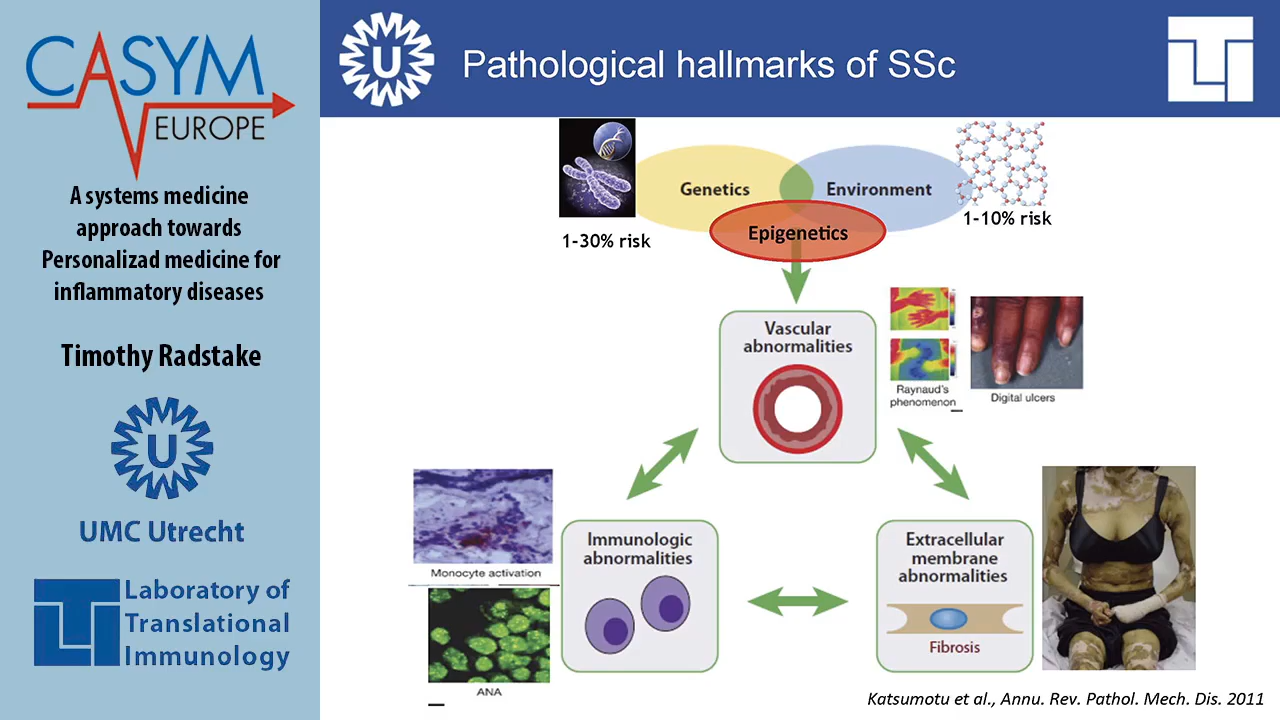 CASYM
EUROPE
A systems medicine
approach towards
Personalizad medicine for
inflammatory diseases
Timothy Radstake
U
UMC Utrecht
LTI
Laboratory of
Translational
Immunology
U
Pathological hallmarks of SSc
LTI
Genetics
Environment
Epigenetics
1-30% risk
1-10% risk
Vascular
abnormalities
Raynaud's
phenomenon
Digital ulcers
Monocyte activation
ANA
Immunologic
abnormalities
Extracellular
membrane
abnormalities
Fibrosis
Katsumotu et al., Annu. Rev. Pathol. Mech. Dis. 2011